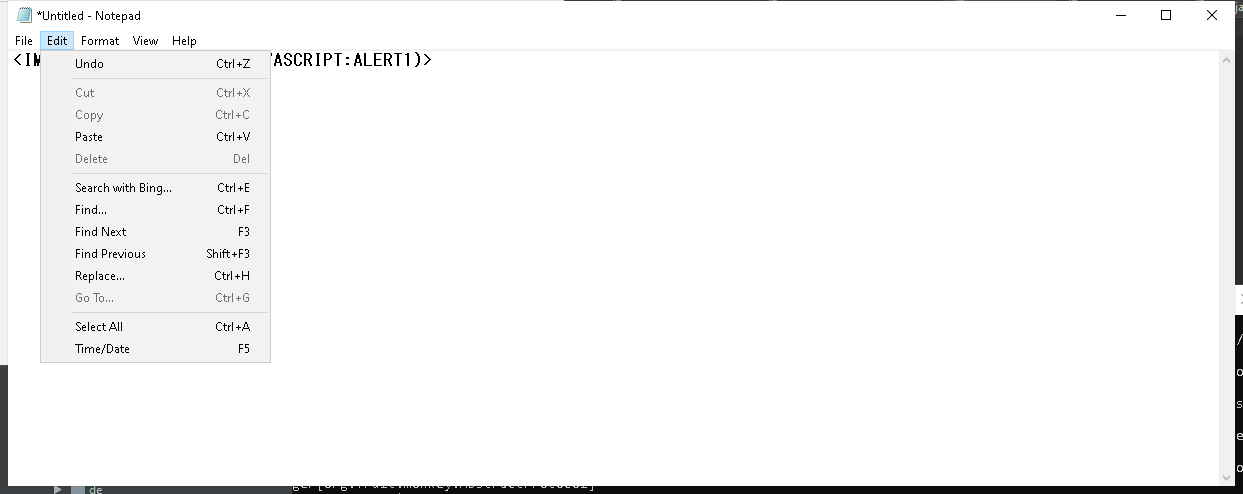 *Untitled - Notepad
File Edit Format View Help
<IM ASCRIPT:ALERT1)>
Undo Ctrl+Z
Cut Ctrl+X
Copy Ctrl+C
Paste Ctrl+V
Delete Del
Search with Bing... Ctrl+E
Find... Ctrl+F
Find Next F3
Find Previous Shift+F3
Replace... Ctrl+H
Go To... Ctrl+G
Select All Ctrl+A
Time/Date F5
de